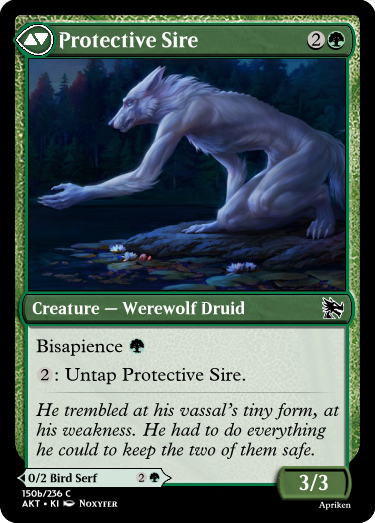 Protective Sire 2
Creature — Werewolf Druid
Bisapience
2: Untap Protective Sire.
He trembled at his vassal's tiny form, at
his weakness. He had to do everything
he could to keep the two of them safe.
0/2 Bird Serf 2
3/3
150b/236 C
AKT • KI Noxyfer
Apriken